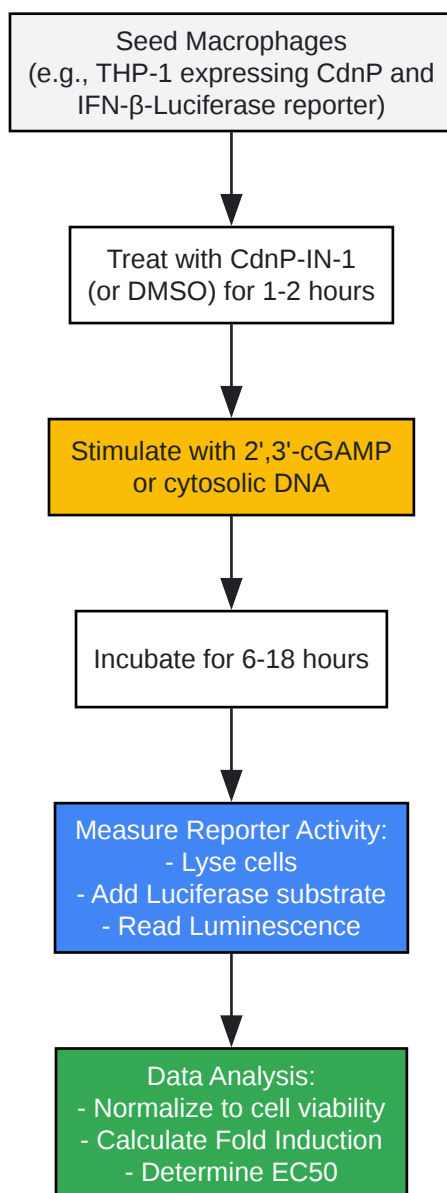 Seed Macrophages
(e.g., THP-1 expressing CdnP and
IFN-β-Luciferase reporter)
Treat with CdnP-IN-1
(or DMSO) for 1-2 hours
Stimulate with 2',3'-cGAMP
or cytosolic DNA
Incubate for 6-18 hours
Measure Reporter Activity:
- Lyse cells
- Add Luciferase substrate
- Read Luminescence
Data Analysis:
- Normalize to cell viability
- Calculate Fold Induction
- Determine EC50